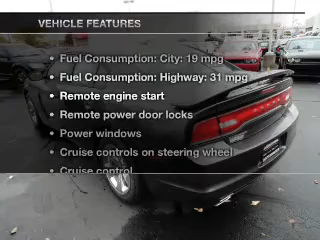 VEHICLE FEATURES
• Fuel Consumption: City: 19 mpg
• Fuel Consumption: Highway: 31 mpg
• Remote engine start
• Remote power door locks
• Power windows
• Cruise controls on steering wheel
• Cruise control